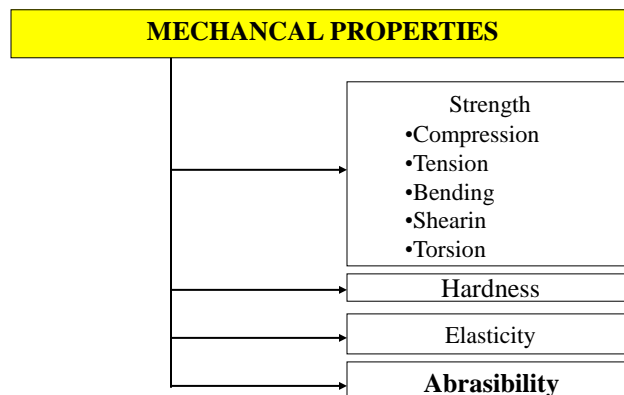 MECHANCAL PROPERTIES
Strength
•Compression
•Tension
•Bending
•Shearin
•Torsion
Hardness
Elasticity
Abrasibility